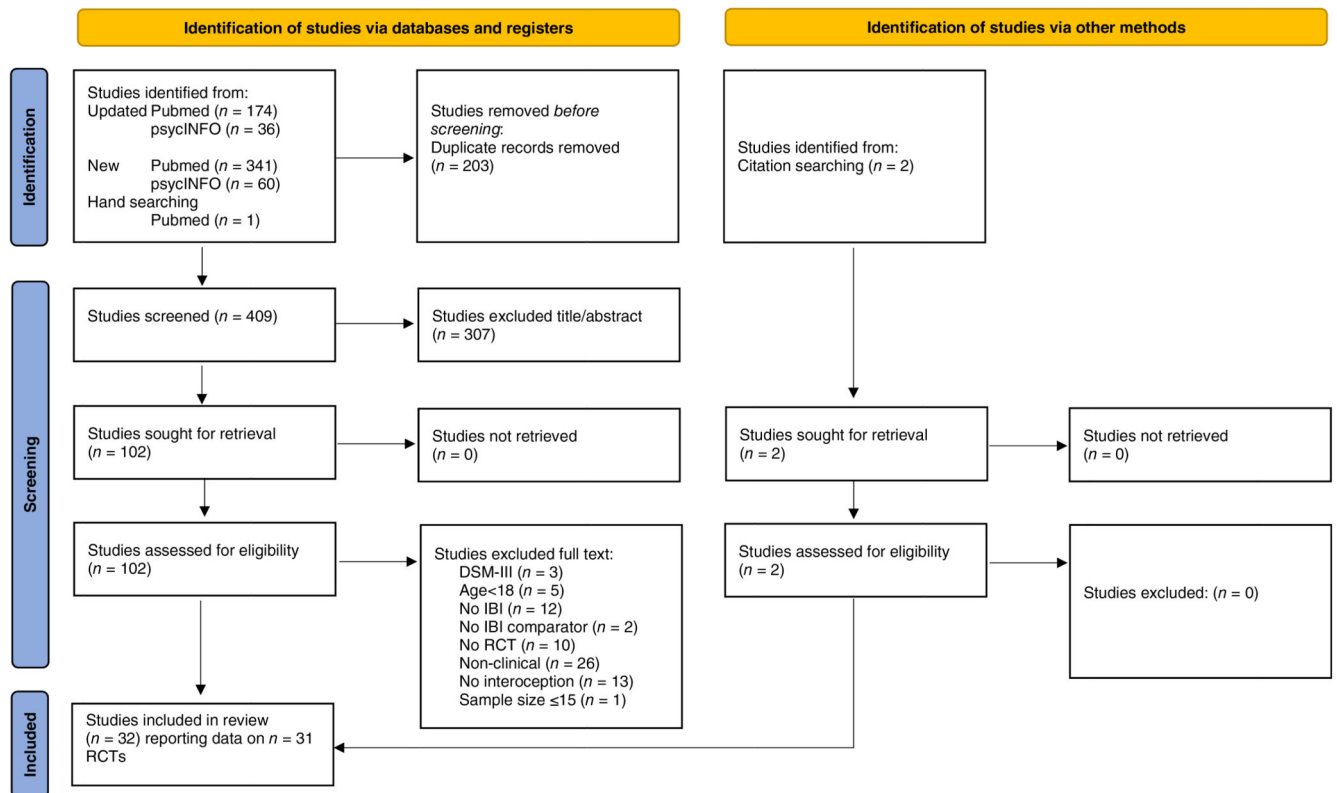 Identification of studies via databases and registers
Identification of studies via other methods
Identification
Studies identified from:
Updated Pubmed (n = 174)
psycINFO (n = 36)
New Pubmed (n = 341)
psycINFO (n = 60)
Hand searching
Pubmed (n = 1)
Studies removed before
screening:
Duplicate records removed
(n = 203)
Studies identified from:
Citation searching (n = 2)
Screening
Studies screened (n = 409)
Studies excluded title/abstract
(n = 307)
Studies sought for retrieval
(n = 102)
Studies not retrieved
(n = 0)
Studies sought for retrieval
(n = 2)
Studies not retrieved
(n = 0)
Studies assessed for eligibility
(n = 102)
Studies excluded full text:
DSM-III (n = 3)
Age<18 (n = 5)
No IBI (n = 12)
No IBI comparator (n = 2)
No RCT (n = 10)
Non-clinical (n = 26)
No interoception (n = 13)
Sample size ≤15 (n = 1)
Studies assessed for eligibility
(n = 2)
Studies excluded: (n = 0)
Included
Studies included in review
(n = 32) reporting data on n = 31
RCTs